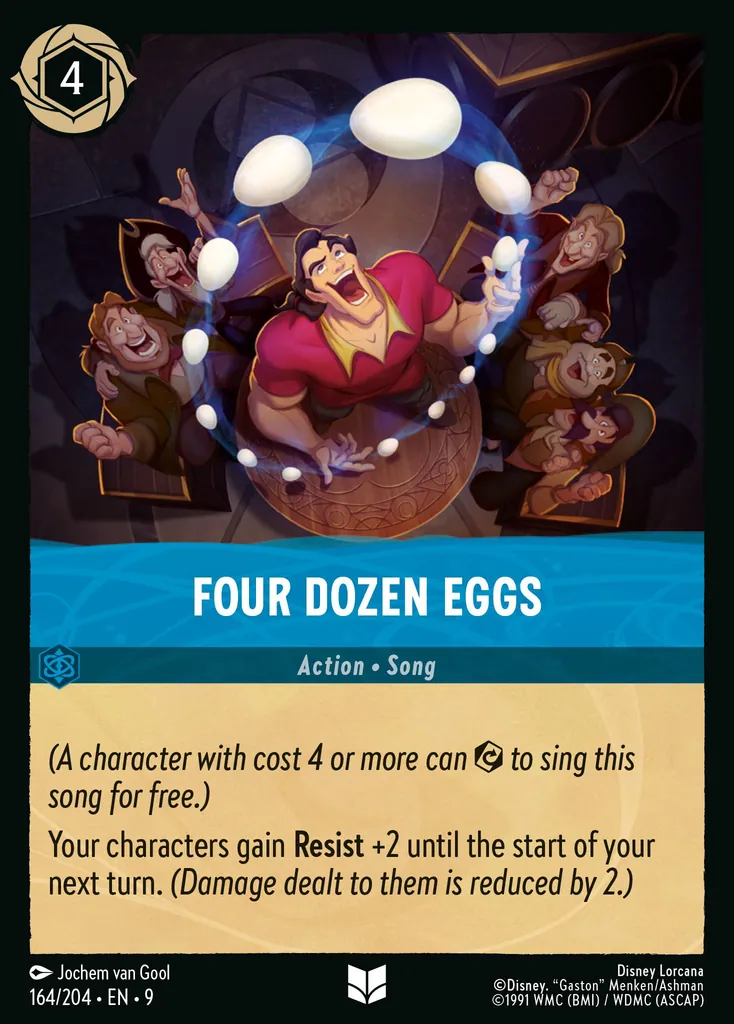 4
FOUR DOZEN EGGS
Action • Song
(A character with cost 4 or more can to sing this
song for free.)
Your characters gain Resist +2 until the start of your
next turn. (Damage dealt to them is reduced by 2.)
Jochem van Gool
164/204 • EN • 9
Disney Lorcana
©Disney. "Gaston" Menken/Ashman
©1991 WMC (BMI) / WDMC (ASCAP)